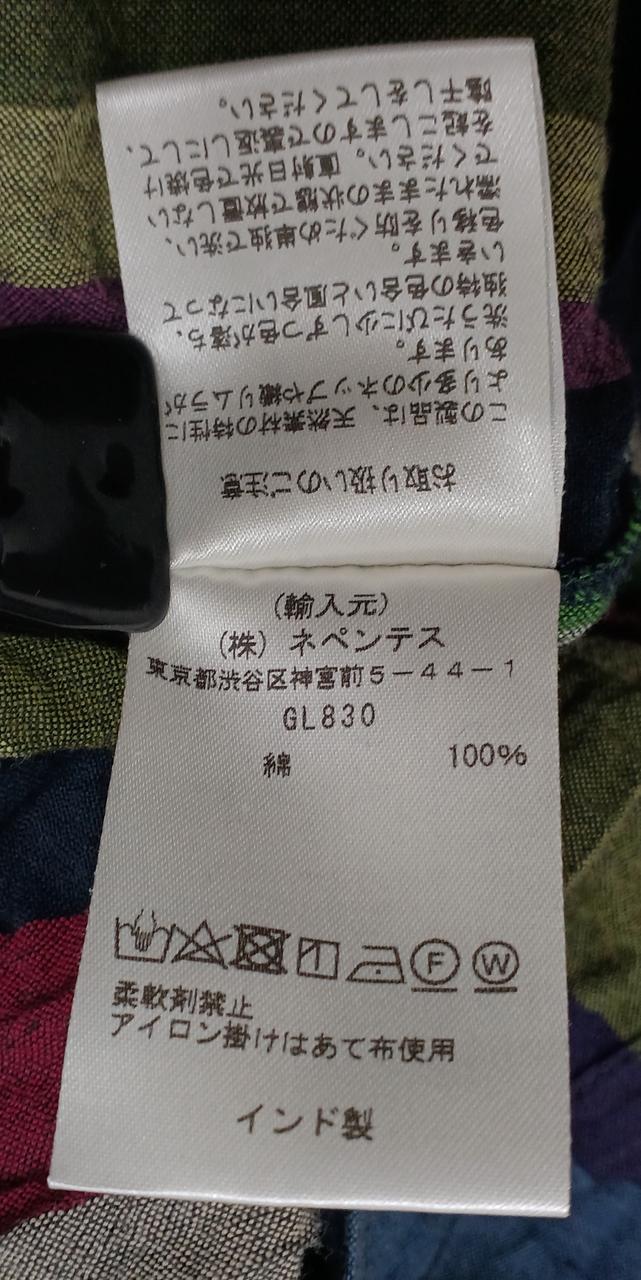 お取り扱いのご注意
この製品は、天然素材の特性に
より多少のネップや織りムラが
あります。
洗うたびに少しずつ色が落ち、
独特の色合いと風合いになって
いきます。
色移りを防ぐため単独で洗い、
濡れたままの状態で放置しない
でください。直射日光で色焼け
を起こしますので裏返しにして、
陰干しをしてください。
(輸入元)
(株) ネペンテス
東京都渋谷区神宮前5-44-1
GL830
綿 100%
F W
柔軟剤禁止
アイロン掛けはあて布使用
インド製